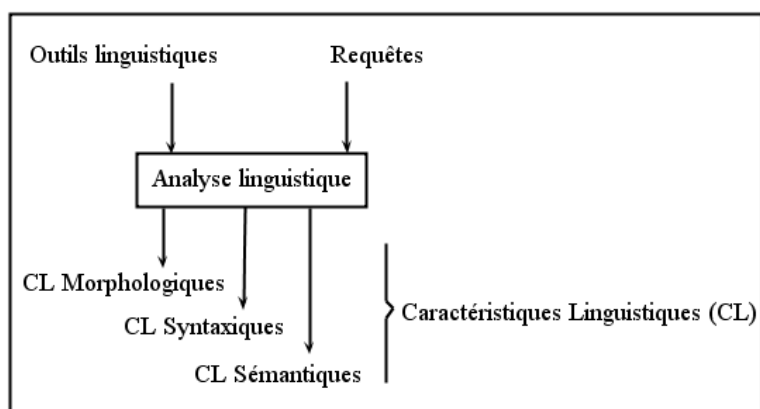 Outils linguistiques
Requêtes
Analyse linguistique
CL Morphologiques
CL Syntaxiques
CL Sémantiques
Caractéristiques Linguistiques (CL)